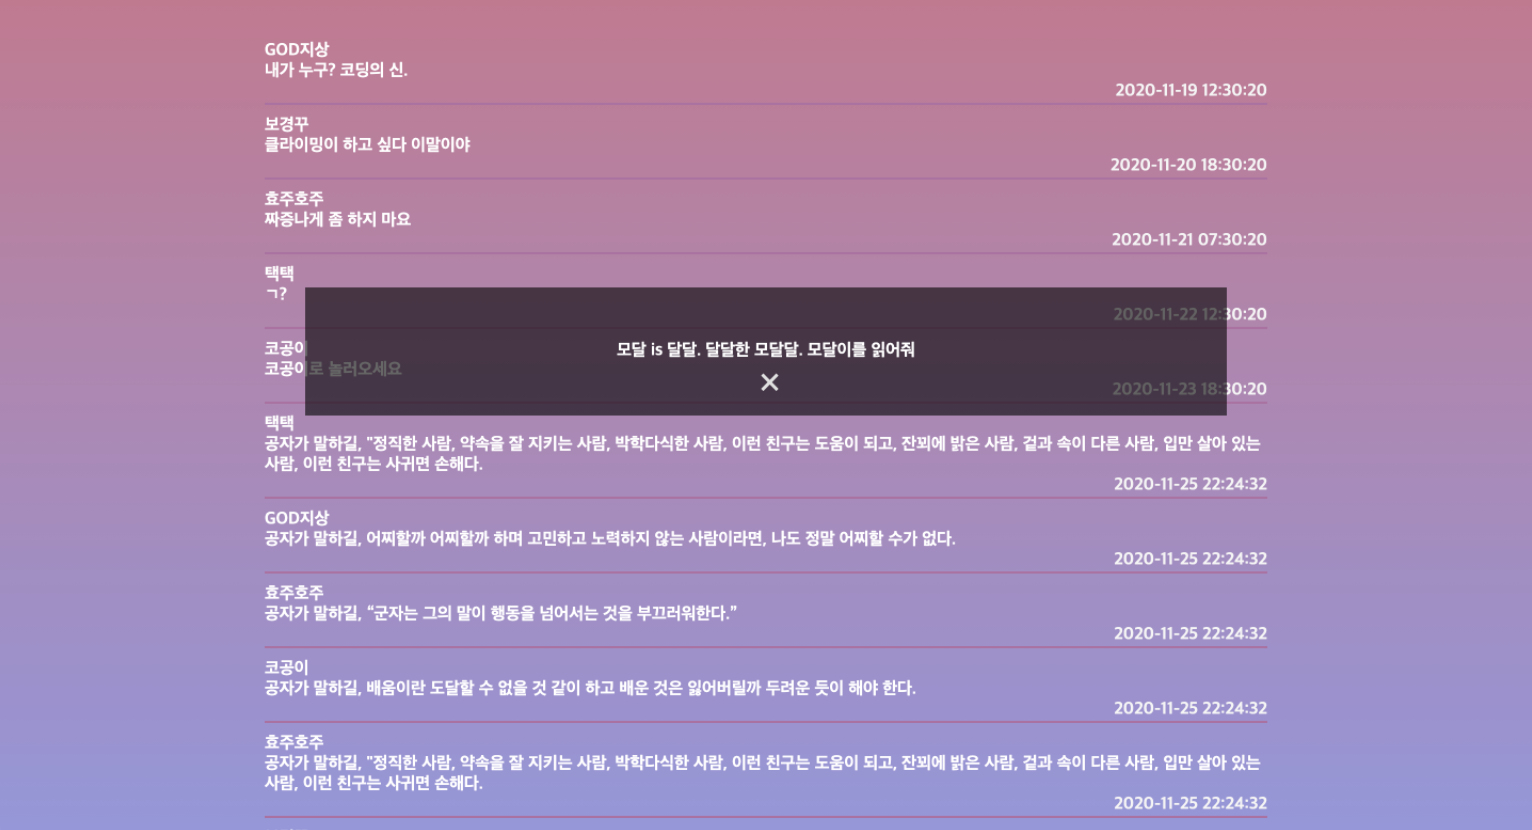 GOD지상
내가 누구? 코딩의 신.
2020-11-19 12:30:20
보경꾸
클라이밍이 하고 싶다 이말이야
2020-11-20 18:30:20
효주호주
짜증나게 좀 하지 마요
2020-11-21 07:30:20
택택
ㄱ?
2020-11-22 12:30:20
모달 is 달달. 달달한 모달달. 모달이를 읽어줘
코공이
코공이로 놀러오세요
2020-11-23 18:30:20
택택
공자가 말하길, "정직한 사람, 약속을 잘 지키는 사람, 박학다식한 사람, 이런 친구는 도움이 되고, 잔꾀에 밝은 사람, 겉과 속이 다른 사람, 입만 살아 있는
사람, 이런 친구는 사귀면 손해다.
2020-11-25 22:24:32
GOD지상
공자가 말하길, 어찌할까 어찌할까 하며 고민하고 노력하지 않는 사람이라면, 나도 정말 어찌할 수가 없다.
2020-11-25 22:24:32
효주호주
공자가 말하길, “군자는 그의 말이 행동을 넘어서는 것을 부끄러워한다.”
2020-11-25 22:24:32
코공이
공자가 말하길, 배움이란 도달할 수 없을 것 같이 하고 배운 것은 잃어버릴까 두려운 듯이 해야 한다.
2020-11-25 22:24:32
효주호주
공자가 말하길, "정직한 사람, 약속을 잘 지키는 사람, 박학다식한 사람, 이런 친구는 도움이 되고, 잔꾀에 밝은 사람, 겉과 속이 다른 사람, 입만 살아 있는
사람, 이런 친구는 사귀면 손해다.
2020-11-25 22:24:32